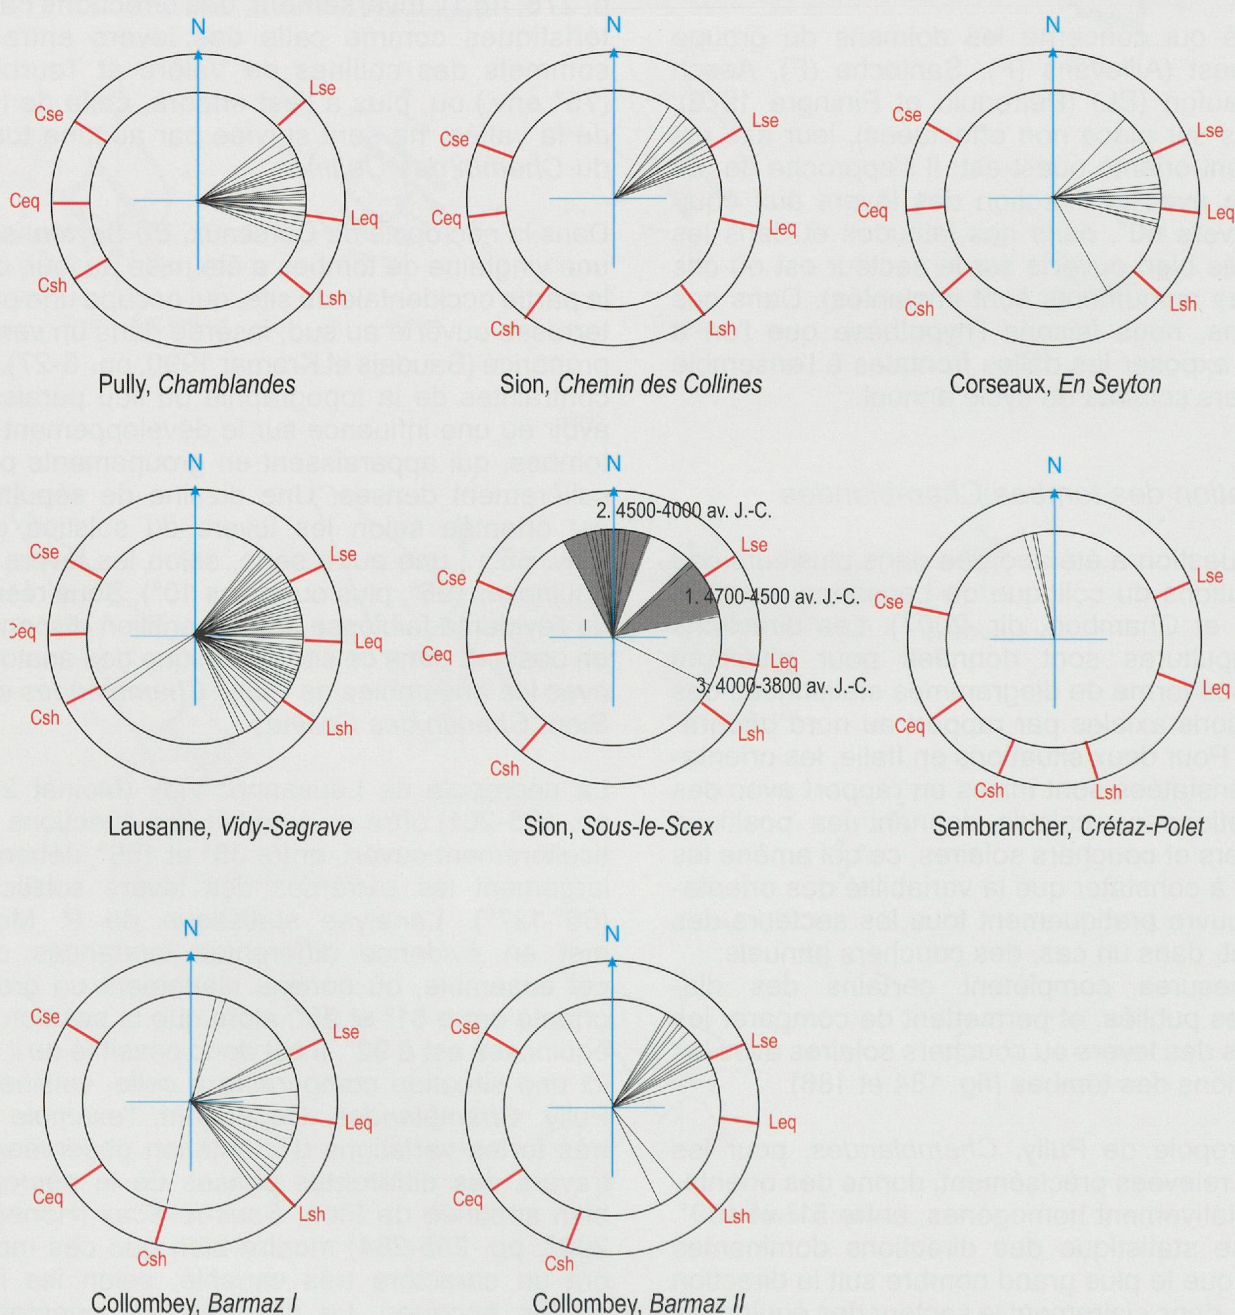 N
Lse
Cse
Ceq
Leq
Csh
Lsh
Pully, Chamblandes
N
Lse
Cse
Ceq
Leq
Csh
Lsh
Sion, Chemin des Collines
N
Cse
Lse
Ceq
Leq
Csh
Lsh
Corseaux, En Seyton
N
Cse
Lse
Ceq
Leq
Csh
Lsh
Lausanne, Vidy-Sagrave
N
2. 4500-4000 av. J.-C.
Lse
Cse
1. 4700-4500 av. J.-C.
Ceq
Leq
3. 4000-3800 av. J.-C.
Lsh
Csh
Sion, Sous-le-Scex
N
Lse
Cse
Leq
Ceq
Csh
Lsh
Sembrancher, Crétaz-Polet
N
Cse
Lse
Leq
Ceq
Lsh
Csh
Collombey, Barmaz I
N
Cse
Lse
Leq
Ceq
Lsh
Csh
Collombey, Barmaz II